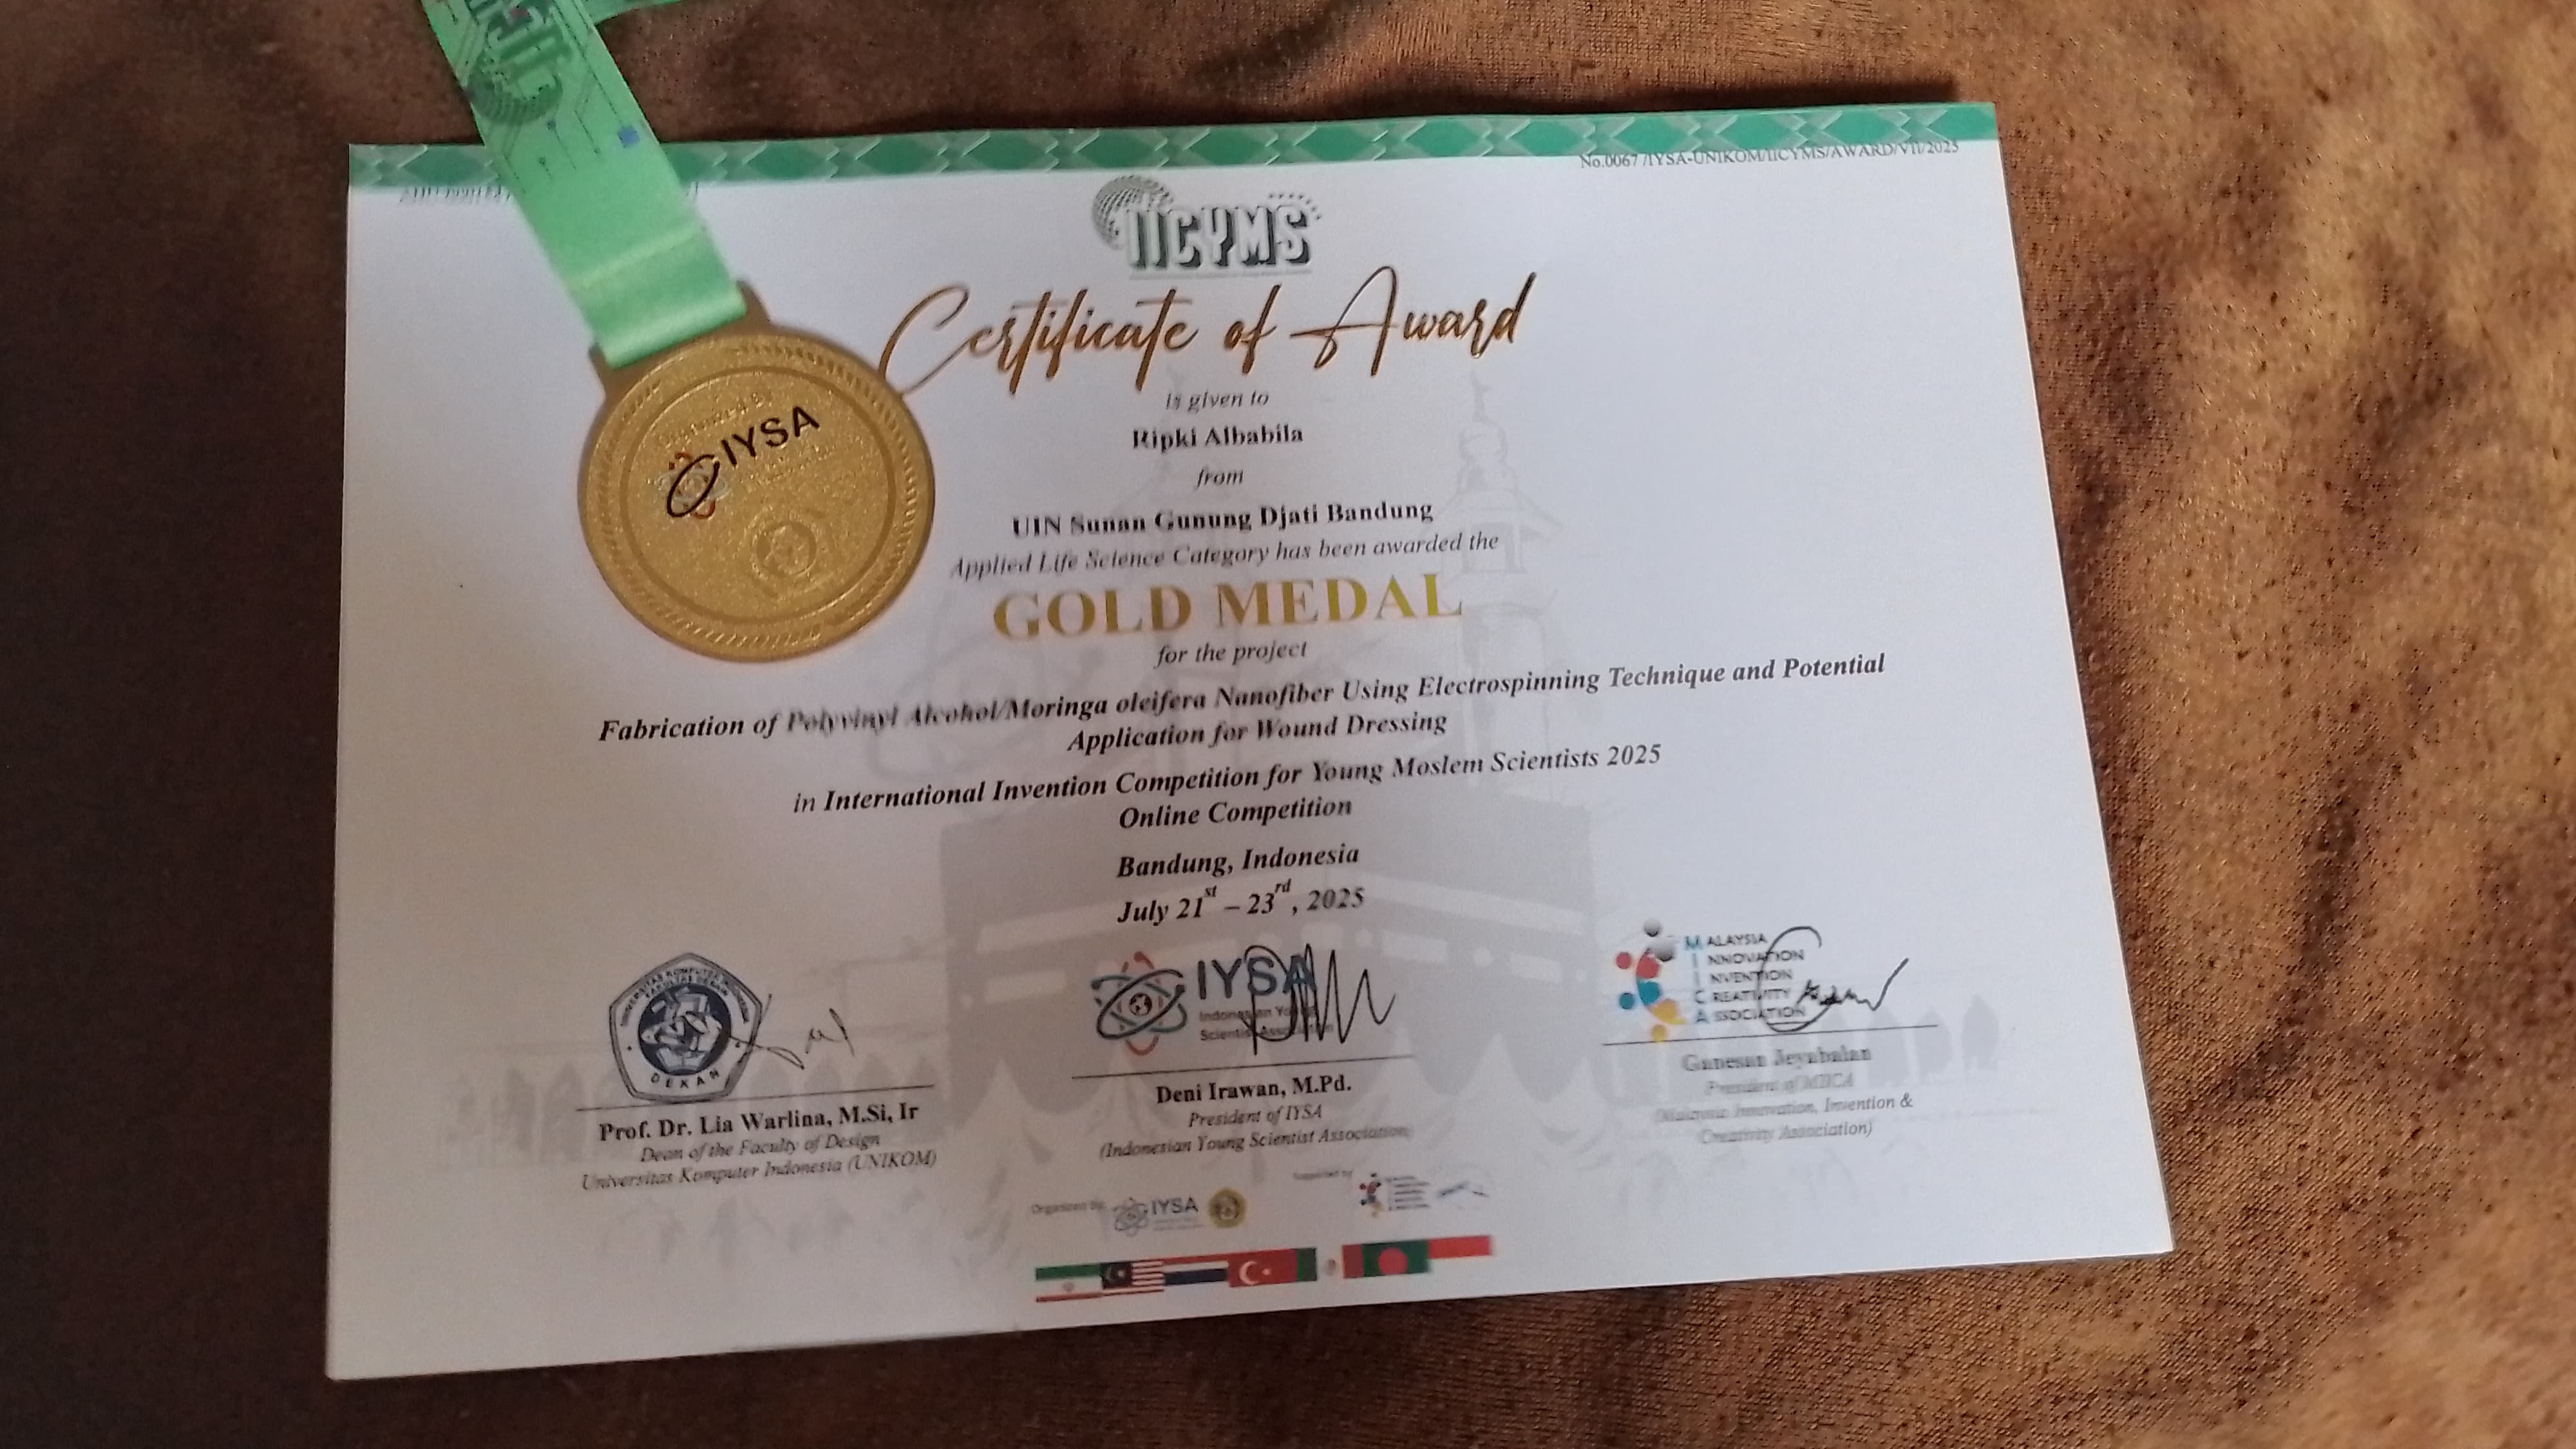 No.0067 /IYSA-UNIKOM/IICYMS/AWARD/VII/2025
IICYMS
Certificate of Award
is given to
Ripki Albabila
from
UIN Sunan Gunung Djati Bandung
Applied Life Science Category has been awarded the
GOLD MEDAL
for the project
Fabrication of Polyvinyl Alcohol/Moringa oleifera Nanofiber Using Electrospinning Technique and Potential
Application for Wound Dressing
in International Invention Competition for Young Moslem Scientists 2025
Online Competition
Bandung, Indonesia
July 21st – 23rd, 2025
IYSA
DEKAN
Prof. Dr. Lia Warlina, M.Si, Ir
Dean of the Faculty of Design
Universitas Komputer Indonesia (UNIKOM)
IYSA
Indonesian Young
Scientist Association
Deni Irawan, M.Pd.
President of IYSA
(Indonesian Young Scientist Association)
MALAYSIA
INNOVATION
INVENTION
CREATIVITY
ASSOCIATION
Ganesan Jeyabalan
President of MIICA
(Malaysia Innovation, Invention &
Creativity Association)
Organized by
IYSA
Supported by